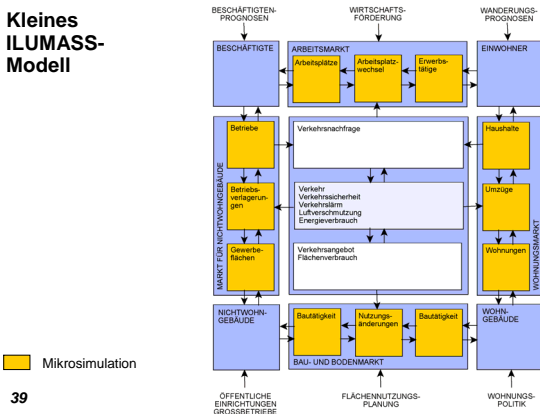 Kleines
ILUMASS-
Modell
BESCHÄFTIGTEN-
PROGNOSEN
WIRTSCHAFTS-
FÖRDERUNG
WANDERUNGS-
PROGNOSEN
BESCHÄFTIGTE
ARBEITSMARKT
EINWOHNER
Arbeitsplätze
Arbeitsplatz-
wechsel
Erwerbs-
tätige
MARKT FÜR NICHTWOHNGEBÄUDE
Betriebe
Betriebs-
verlagerun-
gen
Gewerbe-
flächen
Verkehrsnachfrage
Verkehr
Verkehrssicherheit
Verkehrslärm
Luftverschmutzung
Energieverbrauch
Verkehrsangebot
Flächenverbrauch
Haushalte
Umzüge
Wohnungen
WOHNUNGSMARKT
NICHTWOHN-
GEBÄUDE
Bautätigkeit
Nutzungs-
änderungen
Bautätigkeit
WOHN-
GEBÄUDE
BAU- UND BODENMARKT
Mikrosimulation
39
ÖFFENTLICHE
EINRICHTUNGEN
GROSSBETRIEBE
FLÄCHENNUTZUNGS-
PLANUNG
WOHNUNGS-
POLITIK